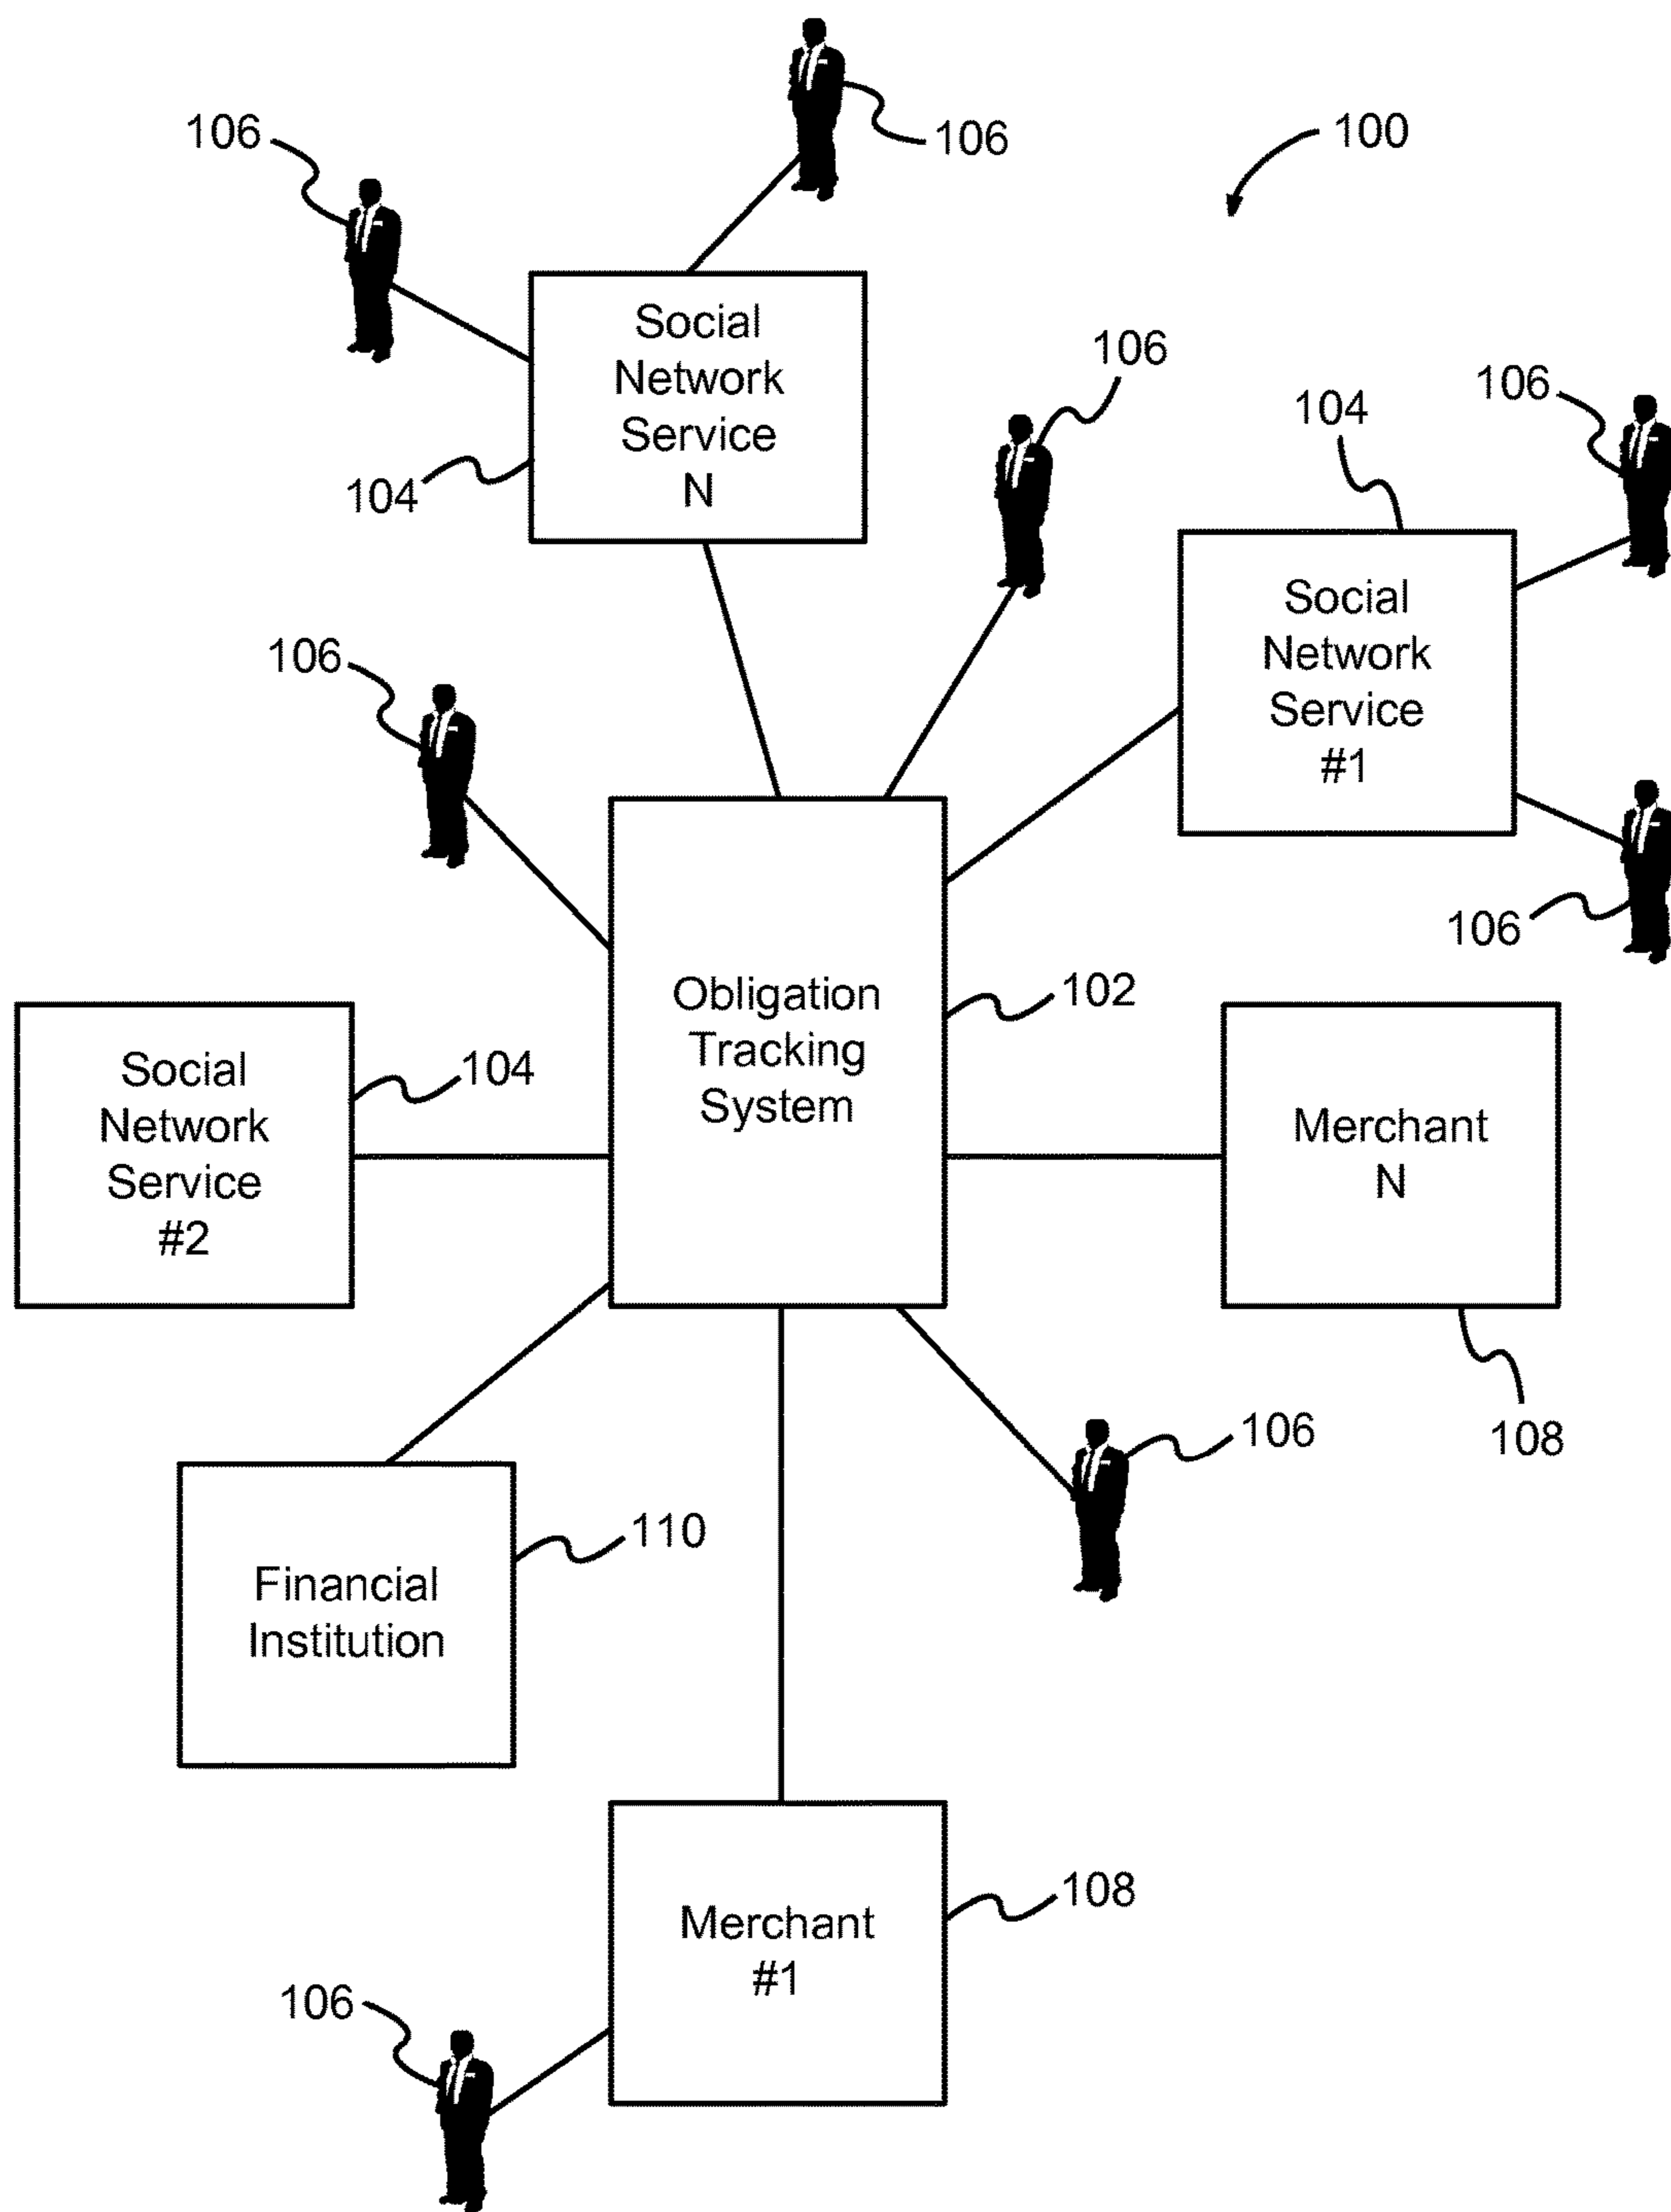 106
106
100
Social
Network
Service
N
104
106
104
106
Social
Network
Service
#1
106
106
Obligation
Tracking
System
102
Social
Network
Service
#2
104
Merchant
N
108
106
Financial
Institution
110
Merchant
#1
108
106